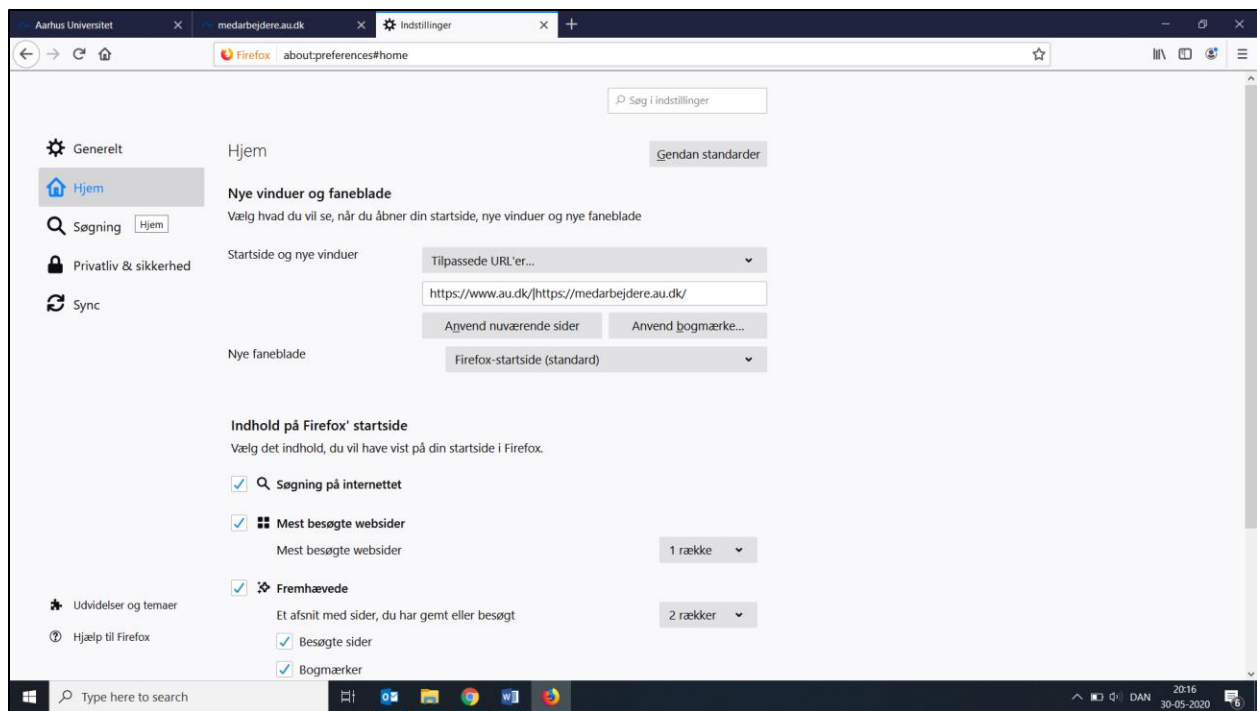 Aarhus Universitet
medarbejdere.au.dk
Indstillinger
Firefox about:preferences#home
Søg i indstillinger
Generelt
Hjem
Søgning
Hjem
Privatliv & sikkerhed
Sync
Udvidelser og temaer
Hjælp til Firefox
Hjem
Gendan standarder
Nye vinduer og faneblade
Vælg hvad du vil se, når du åbner din startside, nye vinduer og nye faneblade
Startside og nye vinduer
Tilpassede URL'er...
https://www.au.dk/|https://medarbejdere.au.dk/
Anvend nuværende sider Anvend bogmærke...
Nye faneblade
Firefox-startside (standard)
Indhold på Firefox' startside
Vælg det indhold, du vil have vist på din startside i Firefox.
Søgning på internettet
Mest besøgte websider
Mest besøgte websider 1 række
Fremhævede
Et afsnit med sider, du har gemt eller besøgt 2 rækker
Besøgte sider
Bogmærker
Type here to search
DAN
20:16
30-05-2020
6